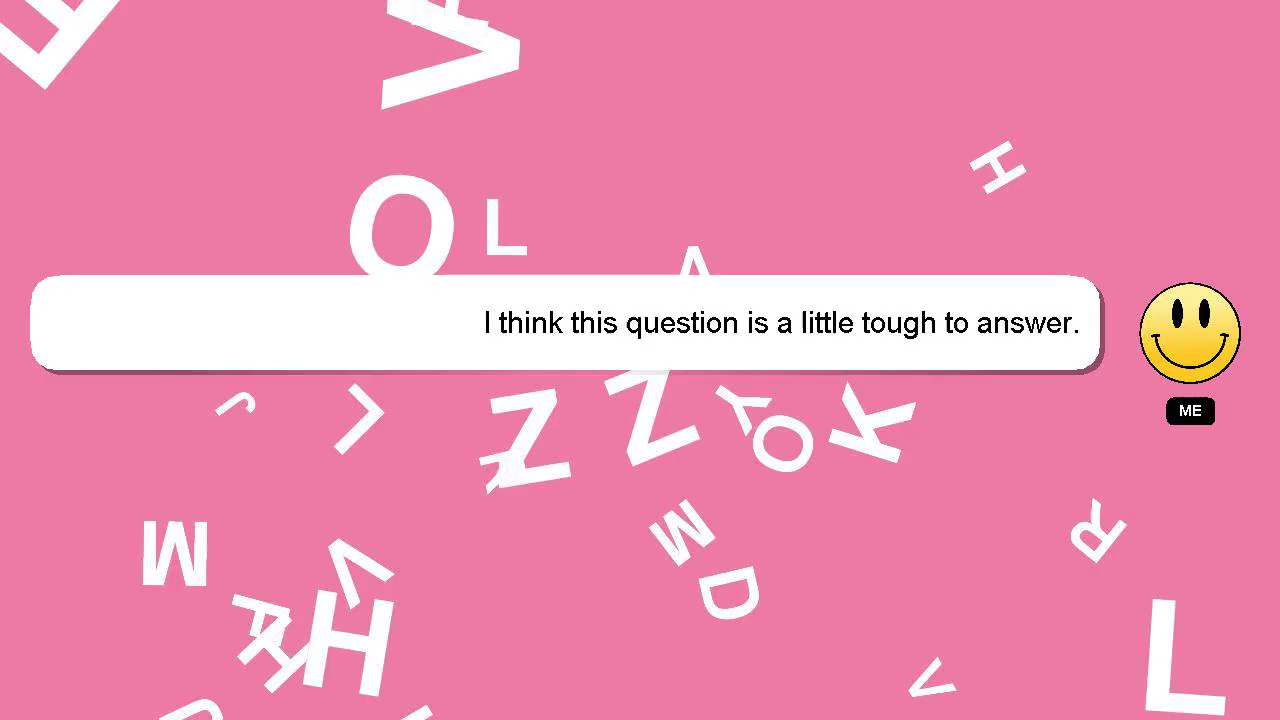 E
A
V
H
O
L
A
I think this question is a little tough to answer.
ME
J
L
Z
Z
Y
O
K
R
M
V
M
D
R
A
H
H
L
V